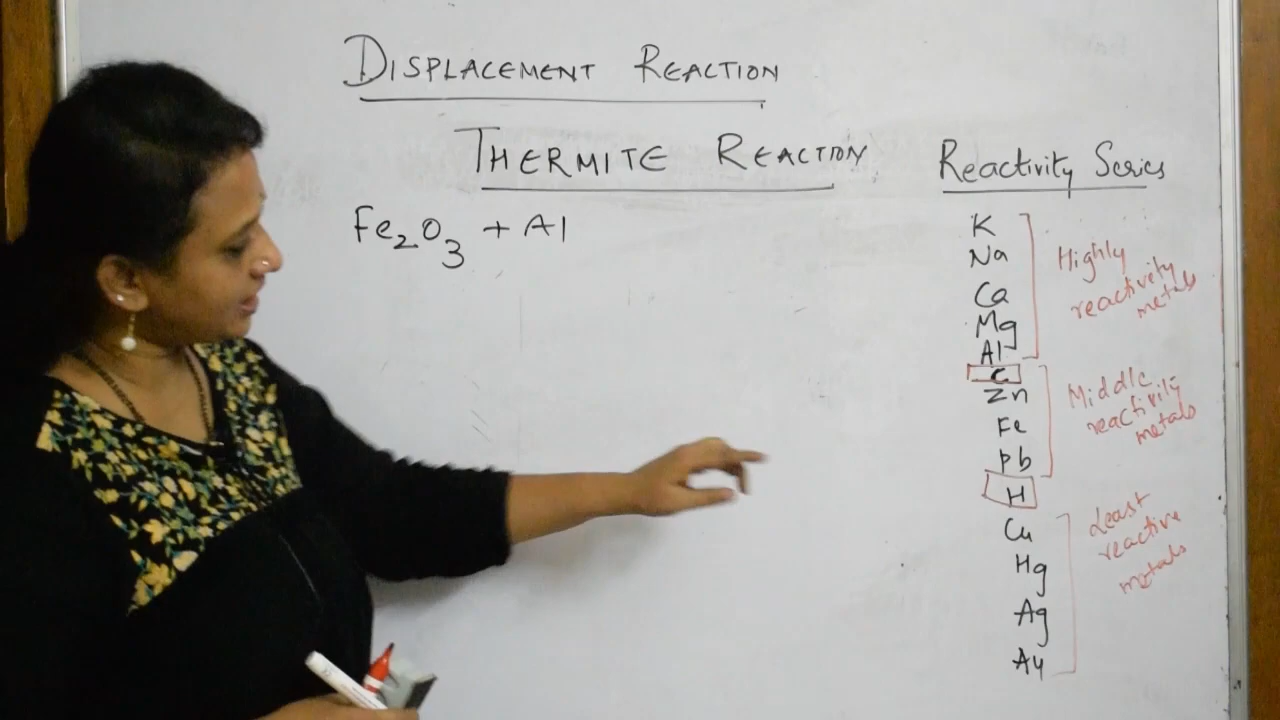 DISPLACEMENT REACTION
THERMITE REACTION
Fe2O3 + Al
Reactivity Series
K
Na
Ca
Mg
Al
C
Zn
Fe
Pb
H
Cu
Hg
Ag
Au
Highly
reactivity
metals
Middle
reactivity
metals
Least
reactive
metals